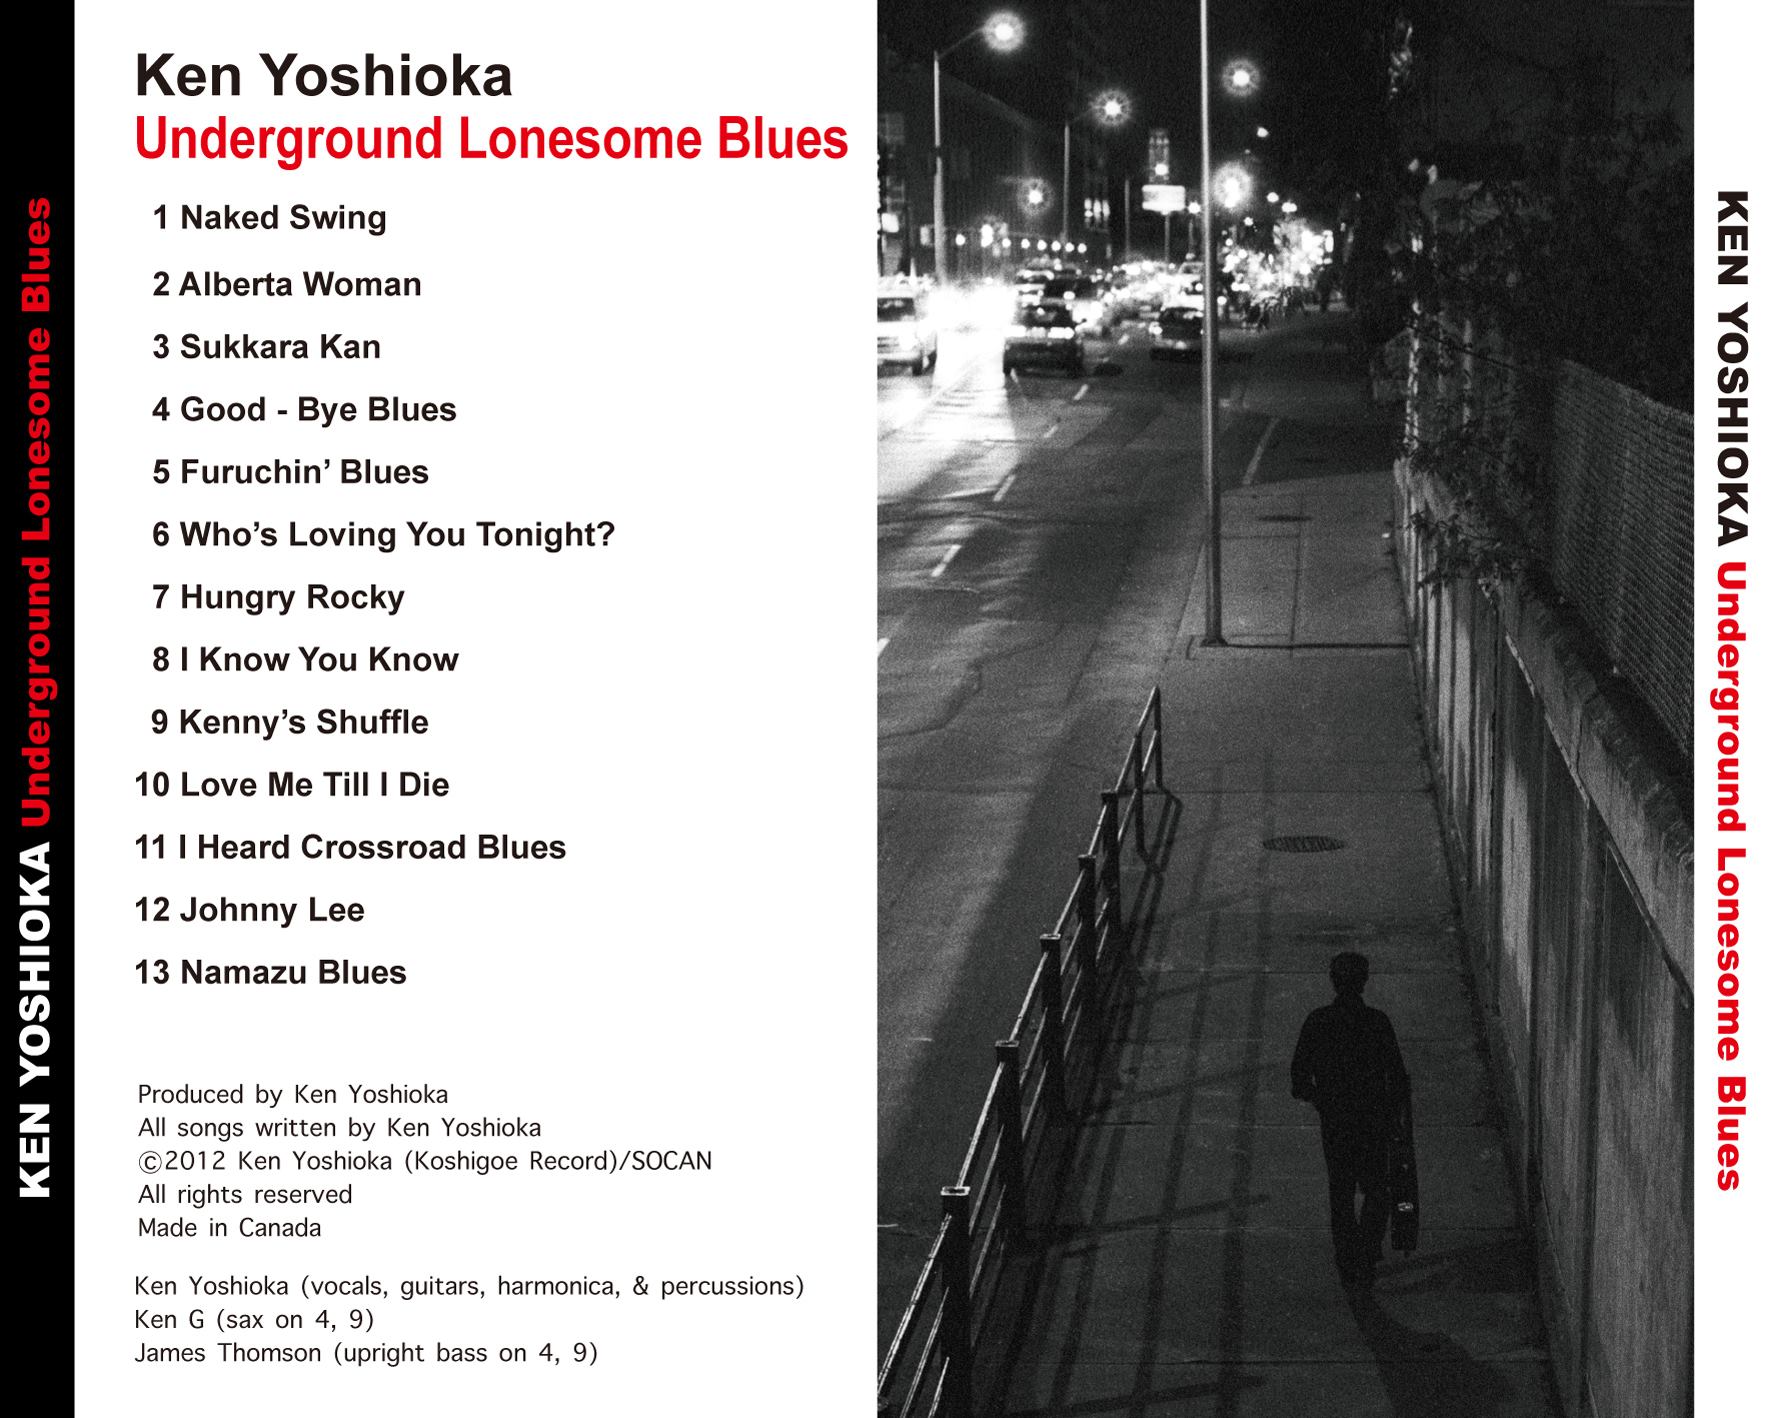 KEN YOSHIOKA Underground Lonesome Blues
Ken Yoshioka
Underground Lonesome Blues
1 Naked Swing
2 Alberta Woman
3 Sukkara Kan
4 Good - Bye Blues
5 Furuchin’ Blues
6 Who’s Loving You Tonight?
7 Hungry Rocky
8 I Know You Know
9 Kenny’s Shuffle
10 Love Me Till I Die
11 I Heard Crossroad Blues
12 Johnny Lee
13 Namazu Blues
Produced by Ken Yoshioka
All songs written by Ken Yoshioka
©2012 Ken Yoshioka (Koshigoe Record)/SOCAN
All rights reserved
Made in Canada
Ken Yoshioka (vocals, guitars, harmonica, & percussions)
Ken G (sax on 4, 9)
James Thomson (upright bass on 4, 9)
KEN YOSHIOKA Underground Lonesome Blues